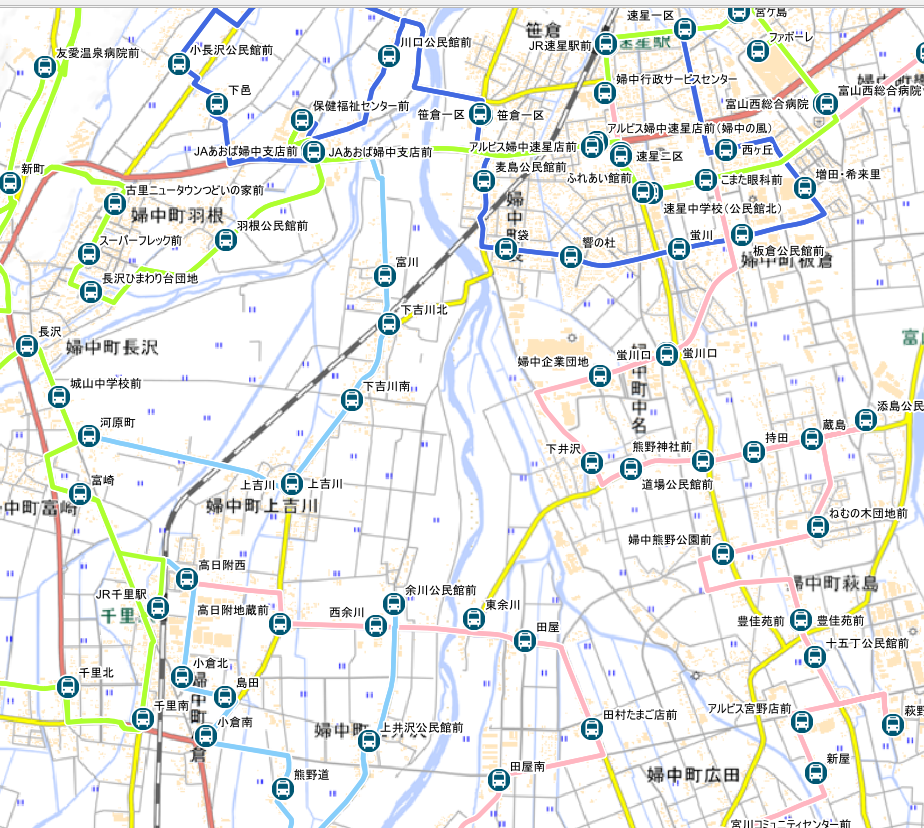 笹倉
速星一区
宮ケ島
川口公民館前
JR速星駅前
速星駅
ファボーレ
友愛温泉病院前
小長沢公民館前
婦中行政サービスセンター
下邑
保健福祉センター前
富山西総合病院
富山西総合病院
笹倉一区
笹倉一区
アルビス婦中速星店前(婦中の風)
JAあおば婦中支店前
JAあおば婦中支店前
アルビス婦中速星店前
速星二区
西ヶ丘
新町
麦島公民館前
ふれあい館前
こまた眼科前
増田・希来里
古里ニュータウンつどいの家前
婦中町羽根
羽根公民館前
速星中学校(公民館北)
スーパーフレック前
袋
響の杜
蛍川
板倉公民館前
婦中町板倉
長沢ひまわり台団地
富川
下吉川北
長沢
婦中町長沢
婦中企業団地
蛍川口
蛍川口
婦中町中名
城山中学校前
下吉川南
添島公民
河原町
下井沢
熊野神社前
持田
蔵島
富崎
上吉川
上吉川
道場公民館前
中町富崎
婦中町上吉川
ねむの木団地前
婦中熊野公園前
高日附西
婦中町萩島
JR千里駅
千里
高日附地蔵前
西余川
余川公民館前
東余川
田屋
豊佳苑前
豊佳苑前
十五丁公民館前
千里北
小倉北
島田
千里南
小倉南
上井沢公民館前
田村たまご店前
アルビス宮野店前
萩野
熊野道
田屋南
婦中町広田
新屋
宮川コミュニティセンター前